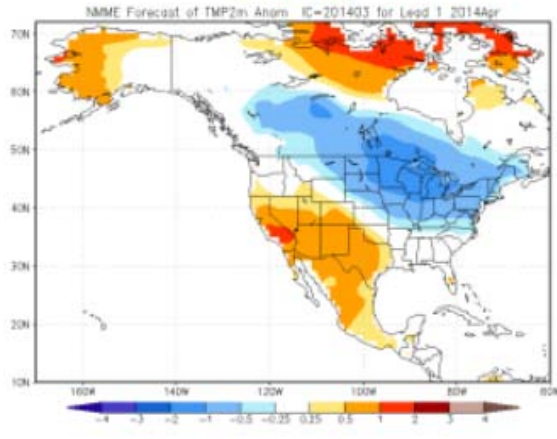 NMME Forecast of TMP2m Anom IC=201403 for Lead 1 2014Apr
70N
60N
50N
40N
30N
20N
10N
160W 140W 120W 100W 80W 60W
-4 -3 -2 -1 -0.5 -0.25 0.25 0.5 1 2 3 4